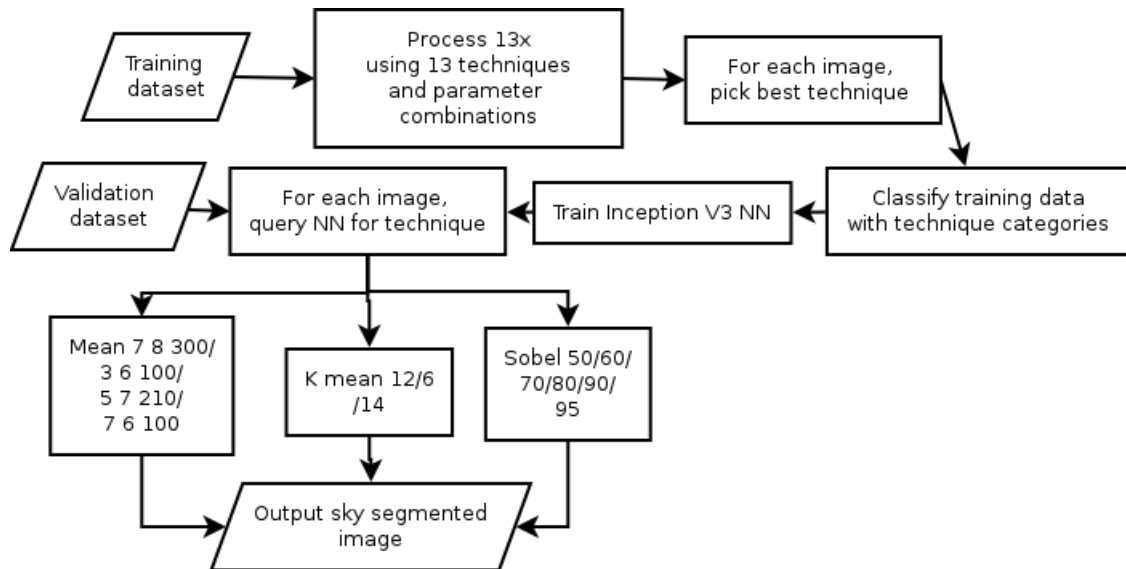 Training
dataset
Process 13x
using 13 techniques
and parameter
combinations
For each image,
pick best technique
Validation
dataset
For each image,
query NN for technique
Train Inception V3 NN
Classify training data
with technique categories
Mean 7 8 300/
3 6 100/
5 7 210/
7 6 100
K mean 12/6
/14
Sobel 50/60/
70/80/90/
95
Output sky segmented
image